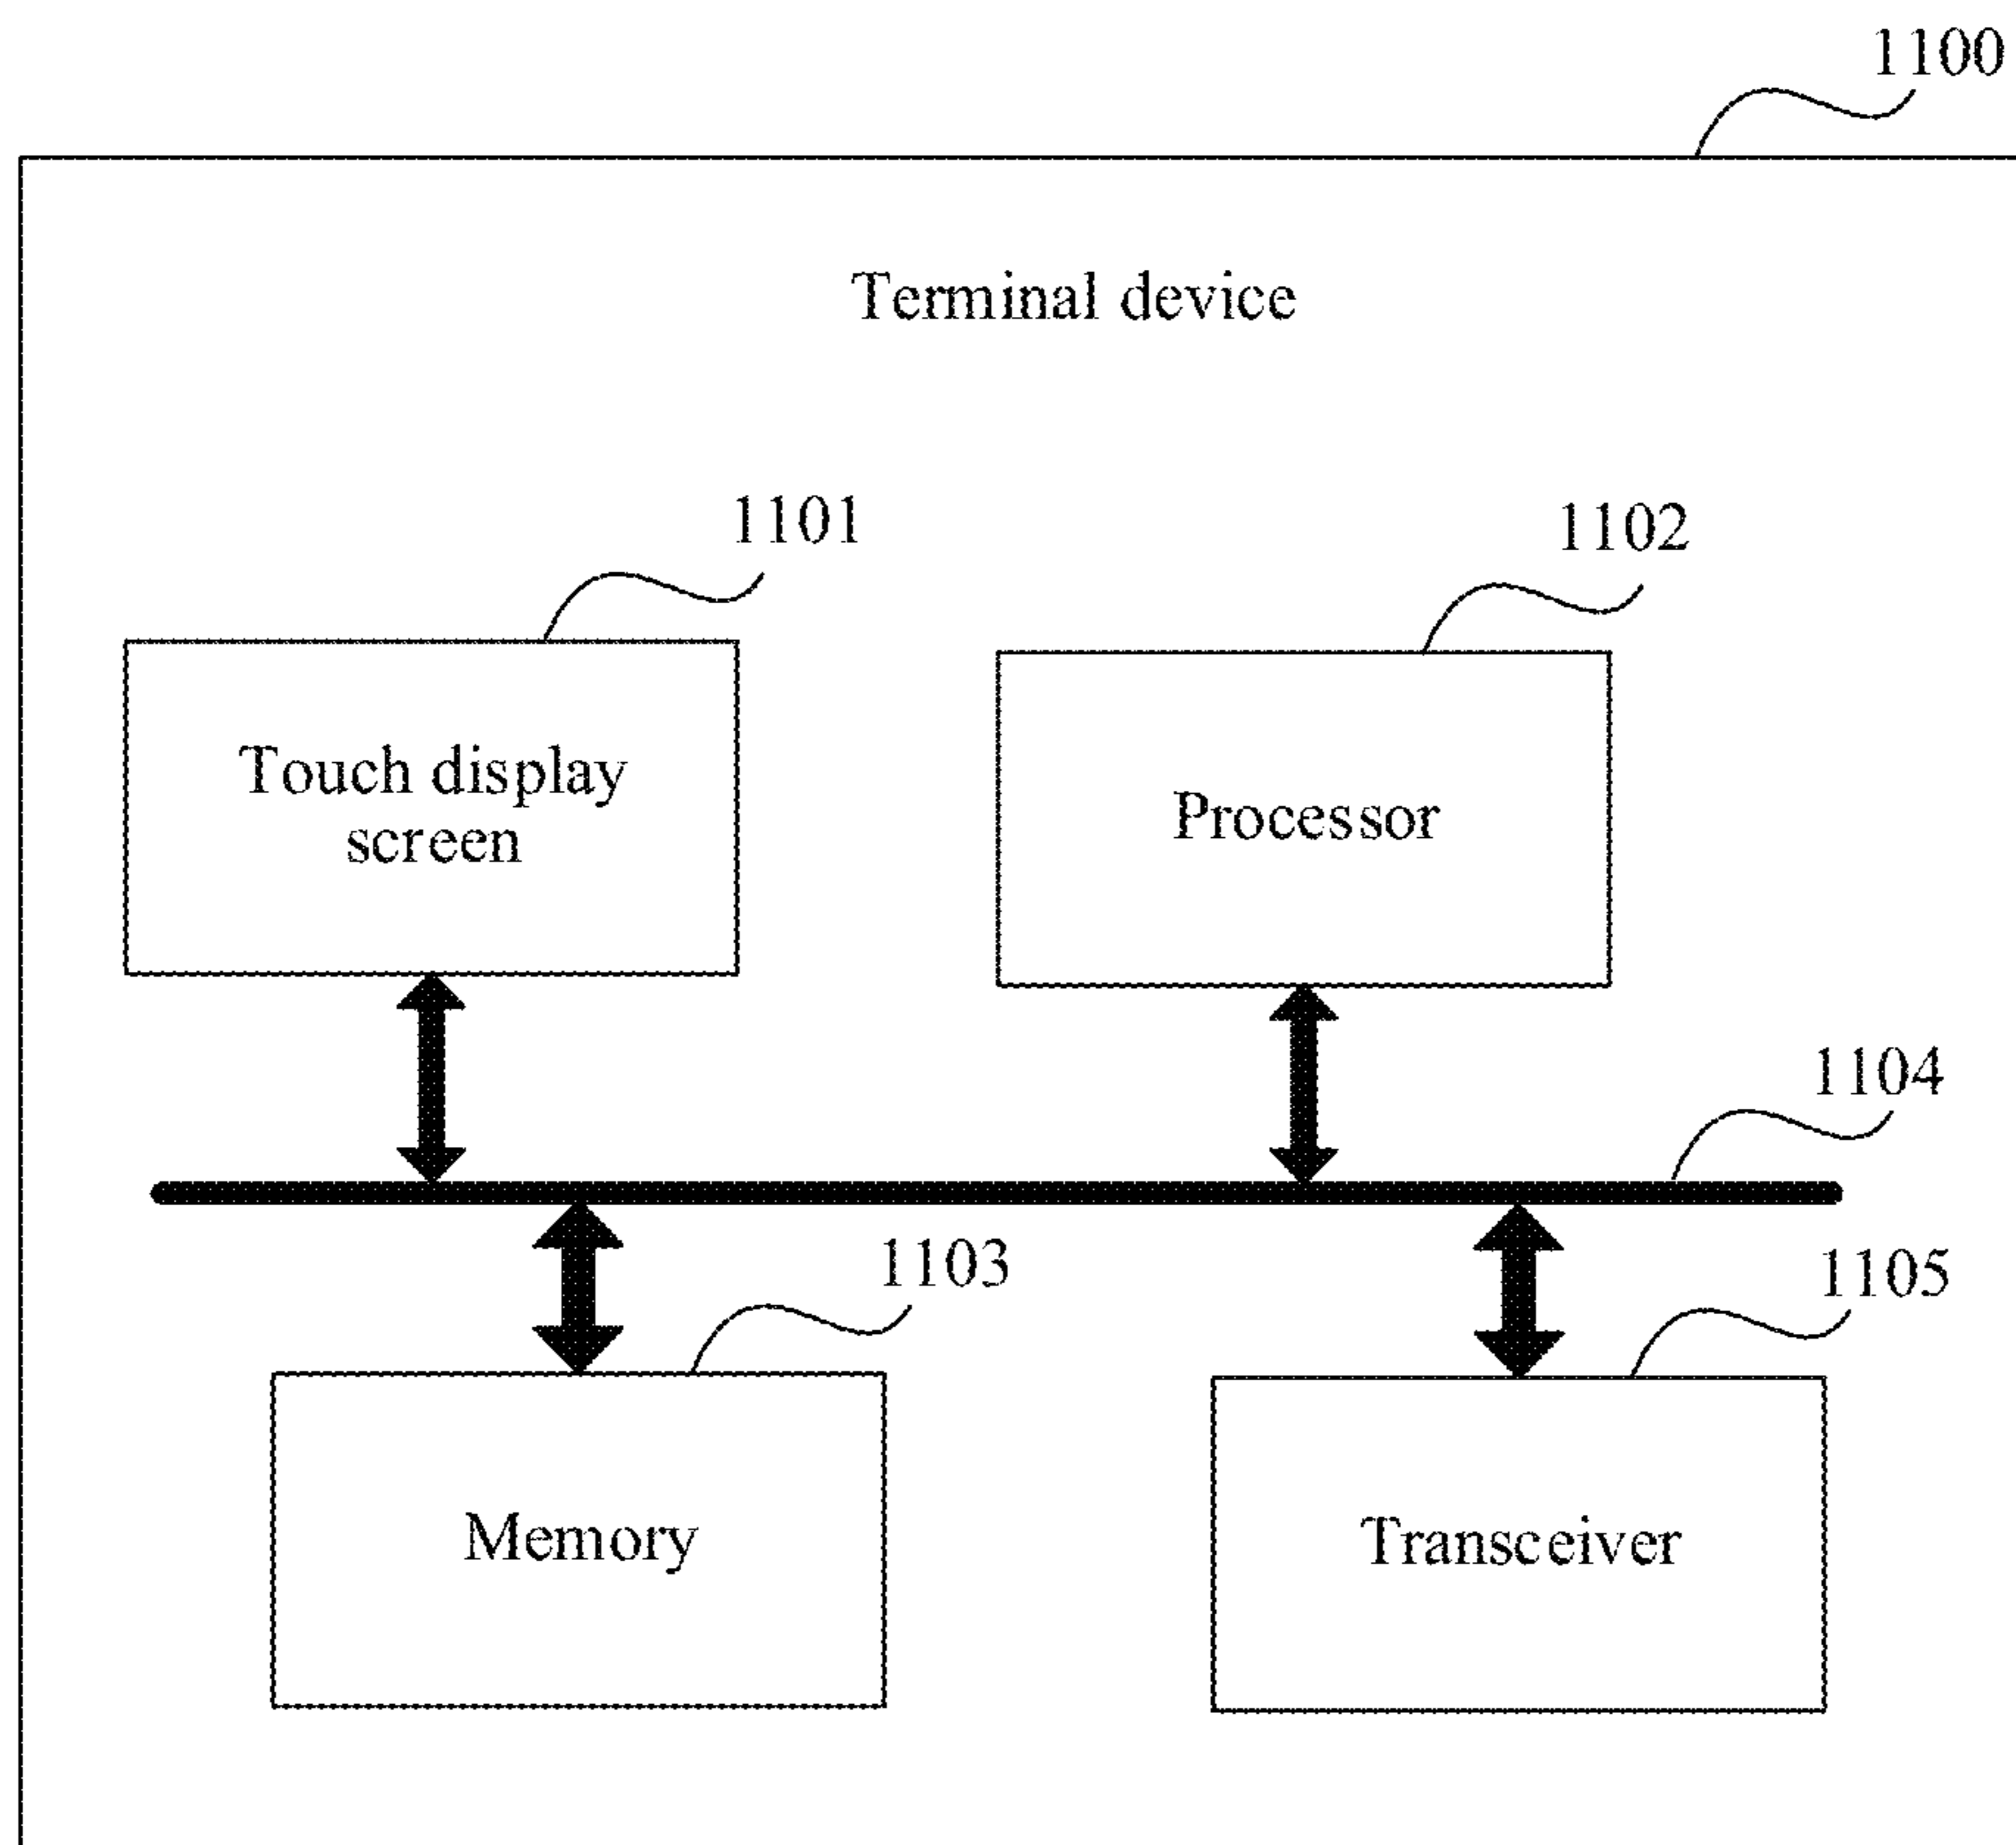 1100
Terminal device
1101
1102
Touch display
screen
Processor
1104
1103
1105
Memory
Transceiver